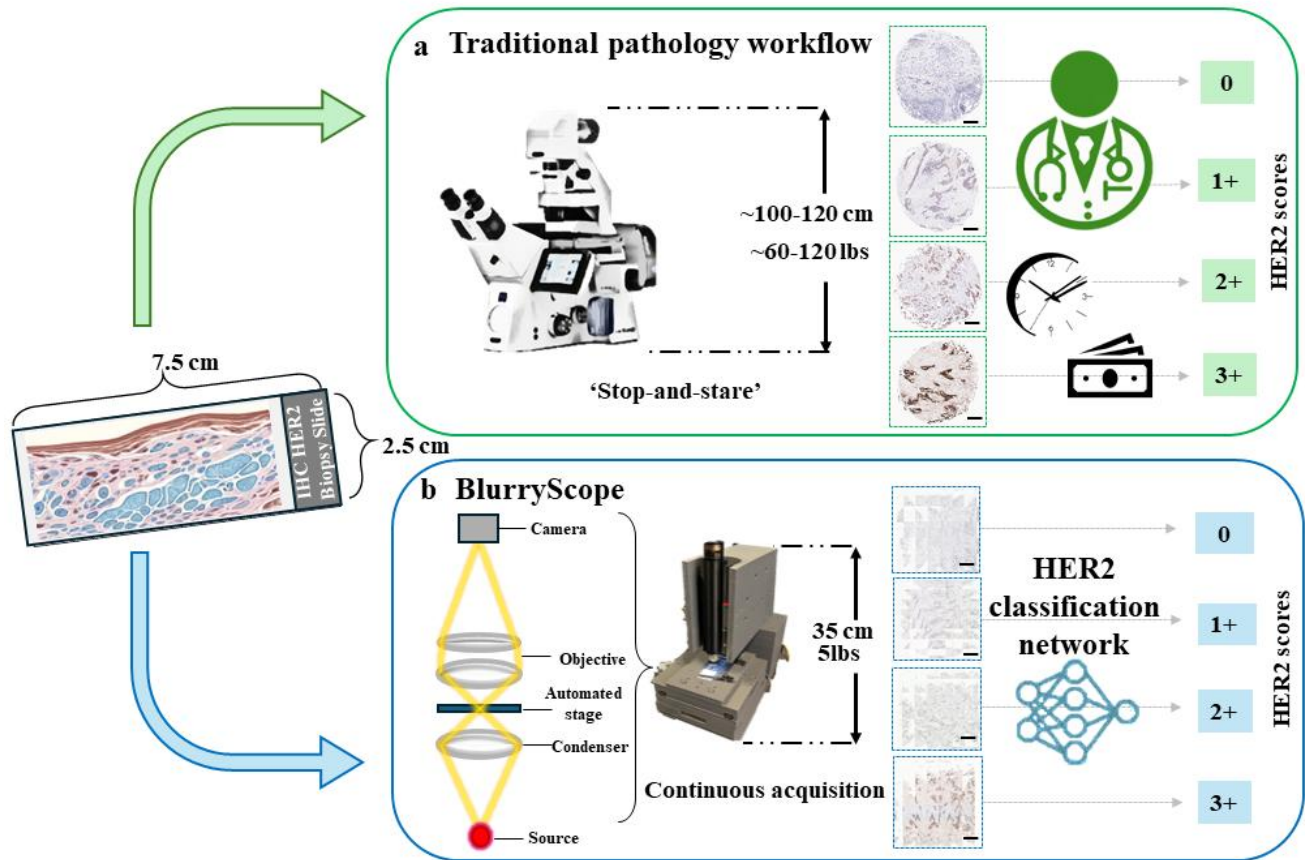 a Traditional pathology workflow
~100-120 cm
~60-120 lbs
'Stop-and-stare'
0
1+
2+
3+
HER2 scores
7.5 cm
IHC HER2
Biopsy Slide
2.5 cm
b BlurryScope
Camera
Objective
Automated
stage
Condenser
Source
35 cm
5lbs
Continuous acquisition
HER2
classification
network
0
1+
2+
3+
HER2 scores